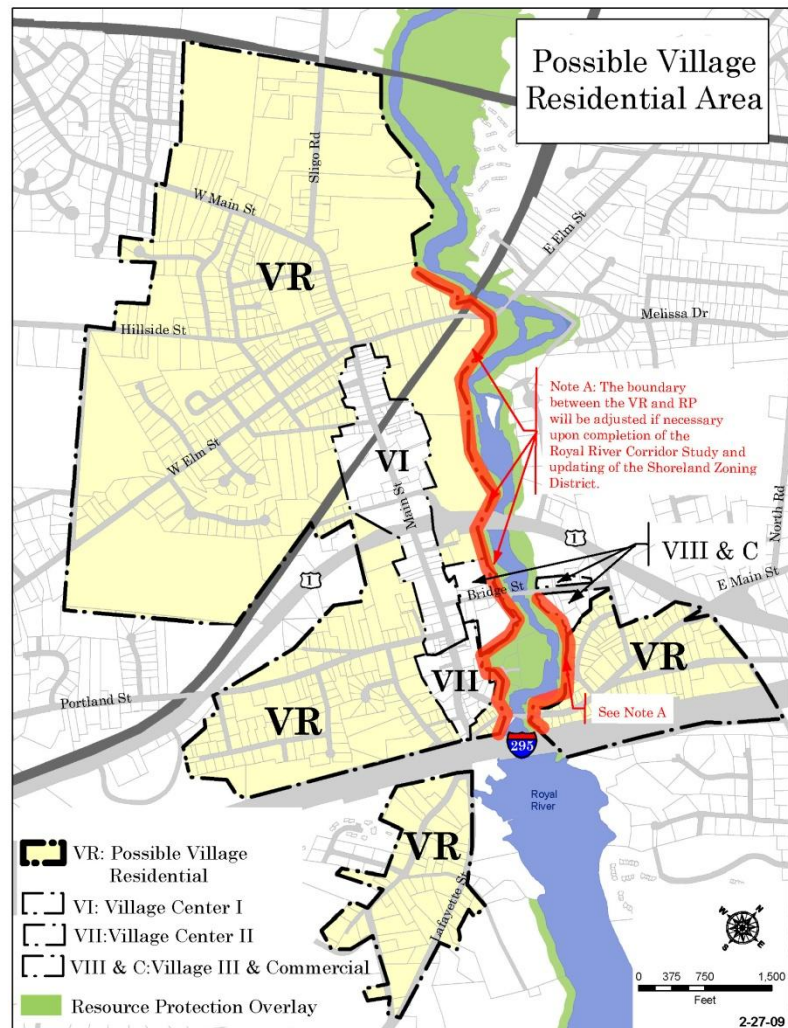 Possible Village
Residential Area
Sligo Rd
W Main St
E Elm St
VR
Melissa Dr
Hillside St
Note A: The boundary
between the VR and RP
will be adjusted if necessary
upon completion of the
Royal River Corridor Study and
updating of the Shoreland Zoning
District.
W Elm St
VI
Main St
North Rd
1
1
VIII & C
Bridge St
E Main St
VR
VII
Portland St
VR
See Note A
295
Royal
River
VR
Lafayette St
VR: Possible Village
Residential
VI: Village Center I
VII:Village Center II
VIII & C:Village III & Commercial
Resource Protection Overlay
N
E
S
W
0 375 750 1,500
Feet
2-27-09